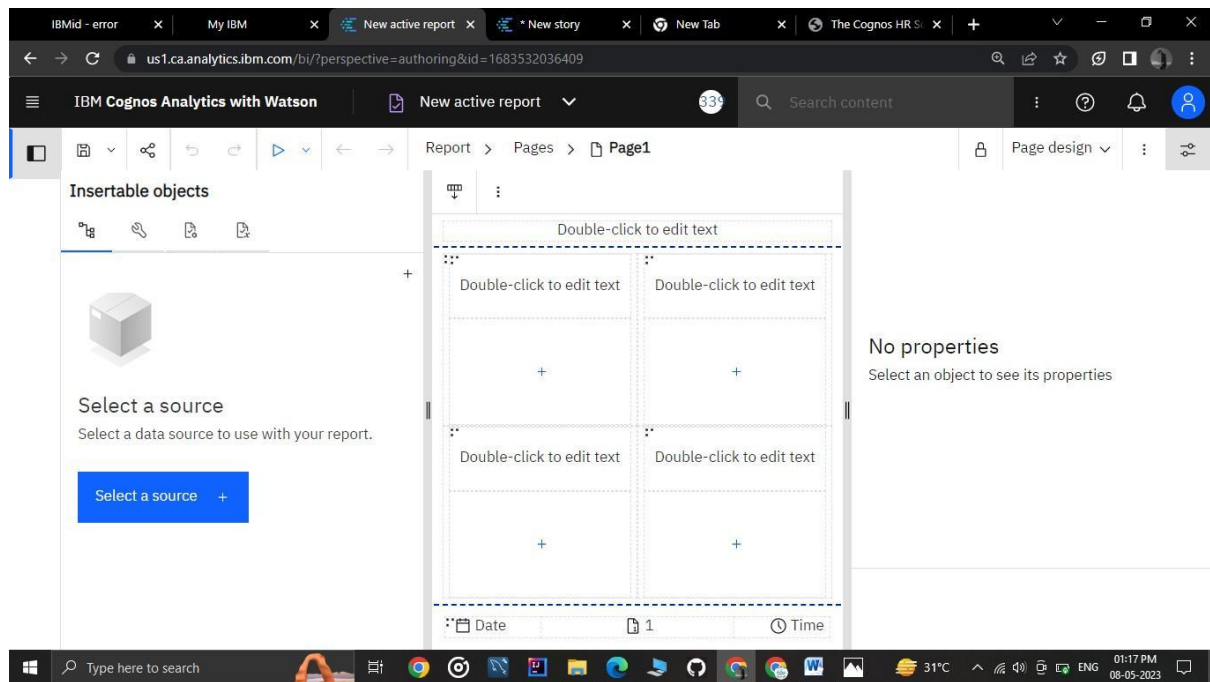 IBMid - error
My IBM
New active report
* New story
New Tab
The Cognos HR Sc
us1.ca.analytics.ibm.com/bi/?perspective=authoring&id=1683532036409
IBM Cognos Analytics with Watson
New active report
339
Search content
Report > Pages > Page1
Page design
Insertable objects
Double-click to edit text
Double-click to edit text
Double-click to edit text
Select a source
Select a data source to use with your report.
Select a source +
Double-click to edit text
Double-click to edit text
Date
1
Time
No properties
Select an object to see its properties
Type here to search
31°C
ENG
01:17 PM
08-05-2023